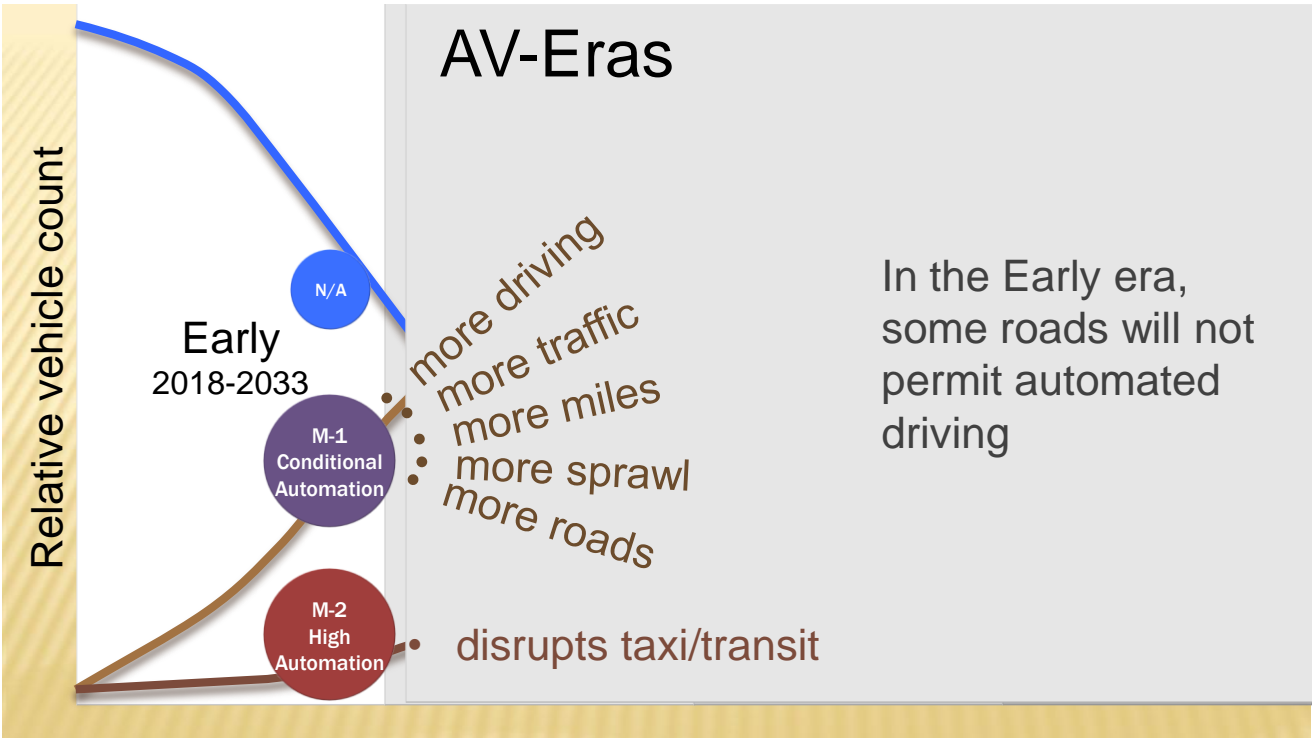 AV-Eras
Relative vehicle count
N/A
Early
2018-2033
M-1
Conditional
Automation
M-2
High
Automation
• more driving
• more traffic
• more miles
• more sprawl
• more roads
• disrupts taxi/transit
In the Early era,
some roads will not
permit automated
driving